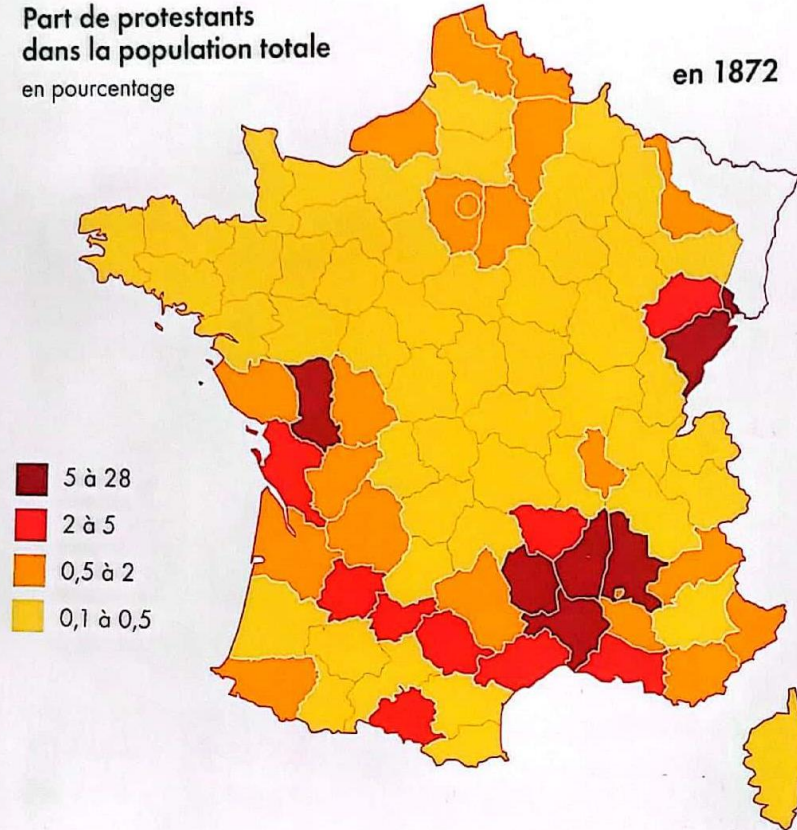 Part de protestants
dans la population totale
en pourcentage
en 1872
5 à 28
2 à 5
0,5 à 2
0,1 à 0,5